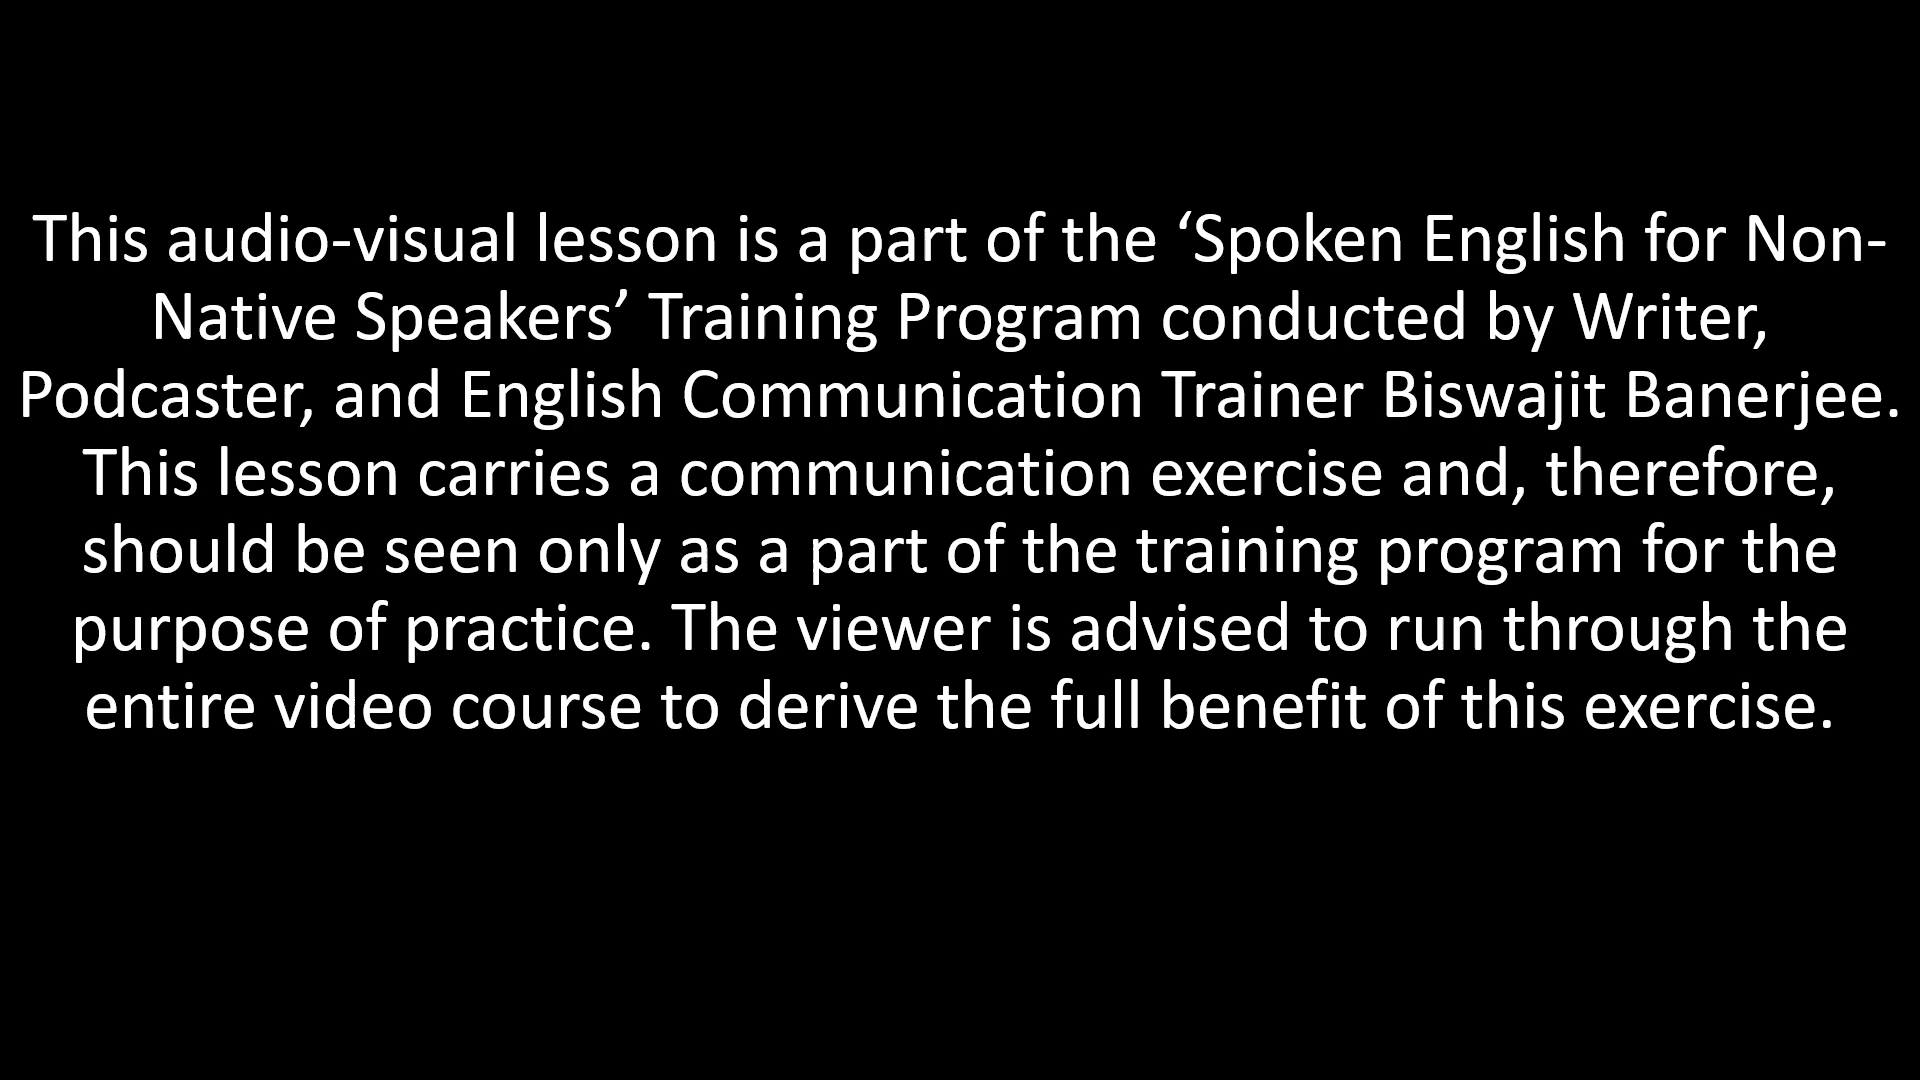 This audio-visual lesson is a part of the ‘Spoken English for Non-
Native Speakers’ Training Program conducted by Writer,
Podcaster, and English Communication Trainer Biswajit Banerjee.
This lesson carries a communication exercise and, therefore,
should be seen only as a part of the training program for the
purpose of practice. The viewer is advised to run through the
entire video course to derive the full benefit of this exercise.